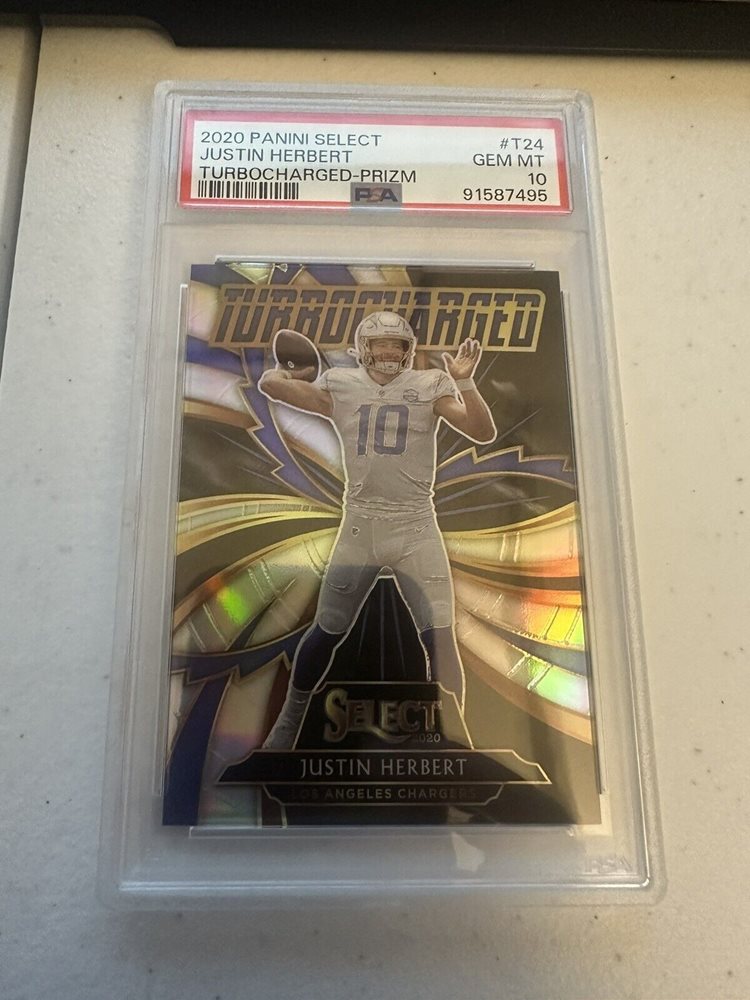 2020 PANINI SELECT #T24
JUSTIN HERBERT GEM MT
TURBOCHARGED-PRIZM 10
PSA 91587495
TURBOCHARGED
10
SELECT
2020
JUSTIN HERBERT
LOS ANGELES CHARGERS
PSA